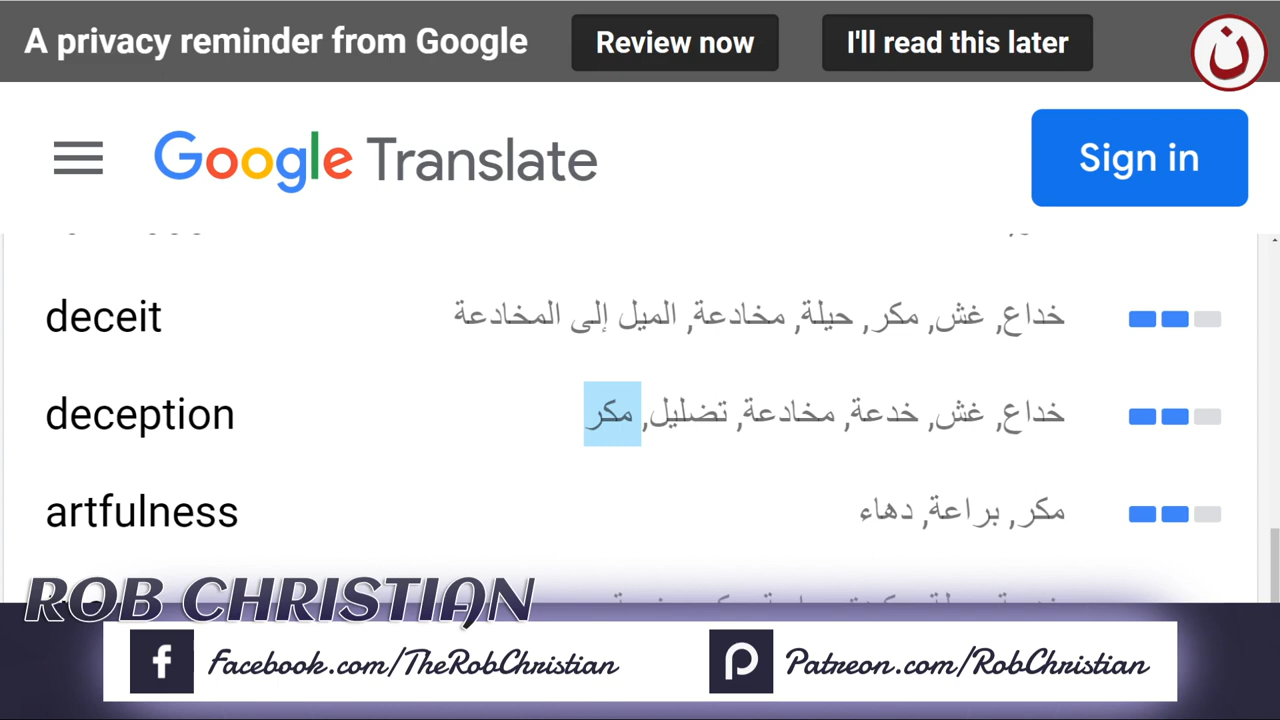 A privacy reminder from Google
Review now
I'll read this later
ن
Google Translate
Sign in
deceit
خداع, غش, مكر, حيلة, مخادعة, الميل إلى المخادعة
deception
خداع, غش, خدعة, مخادعة, تضليل, مكر
artfulness
مكر, براعة, دهاء
ROB CHRISTIAN
Facebook.com/TheRobChristian
Patreon.com/RobChristian